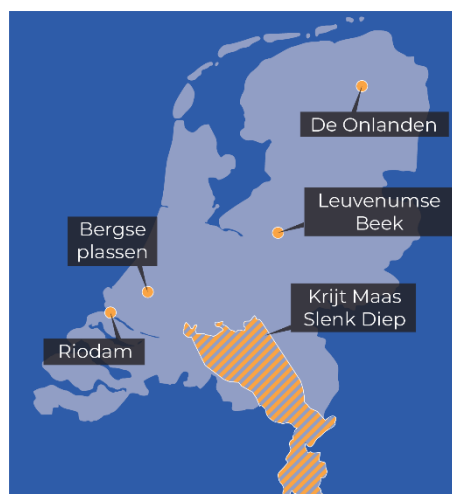 De Onlanden
Leuvenumse
Beek
Bergse
plassen
Krijt Maas
Slenk Diep
Riodam